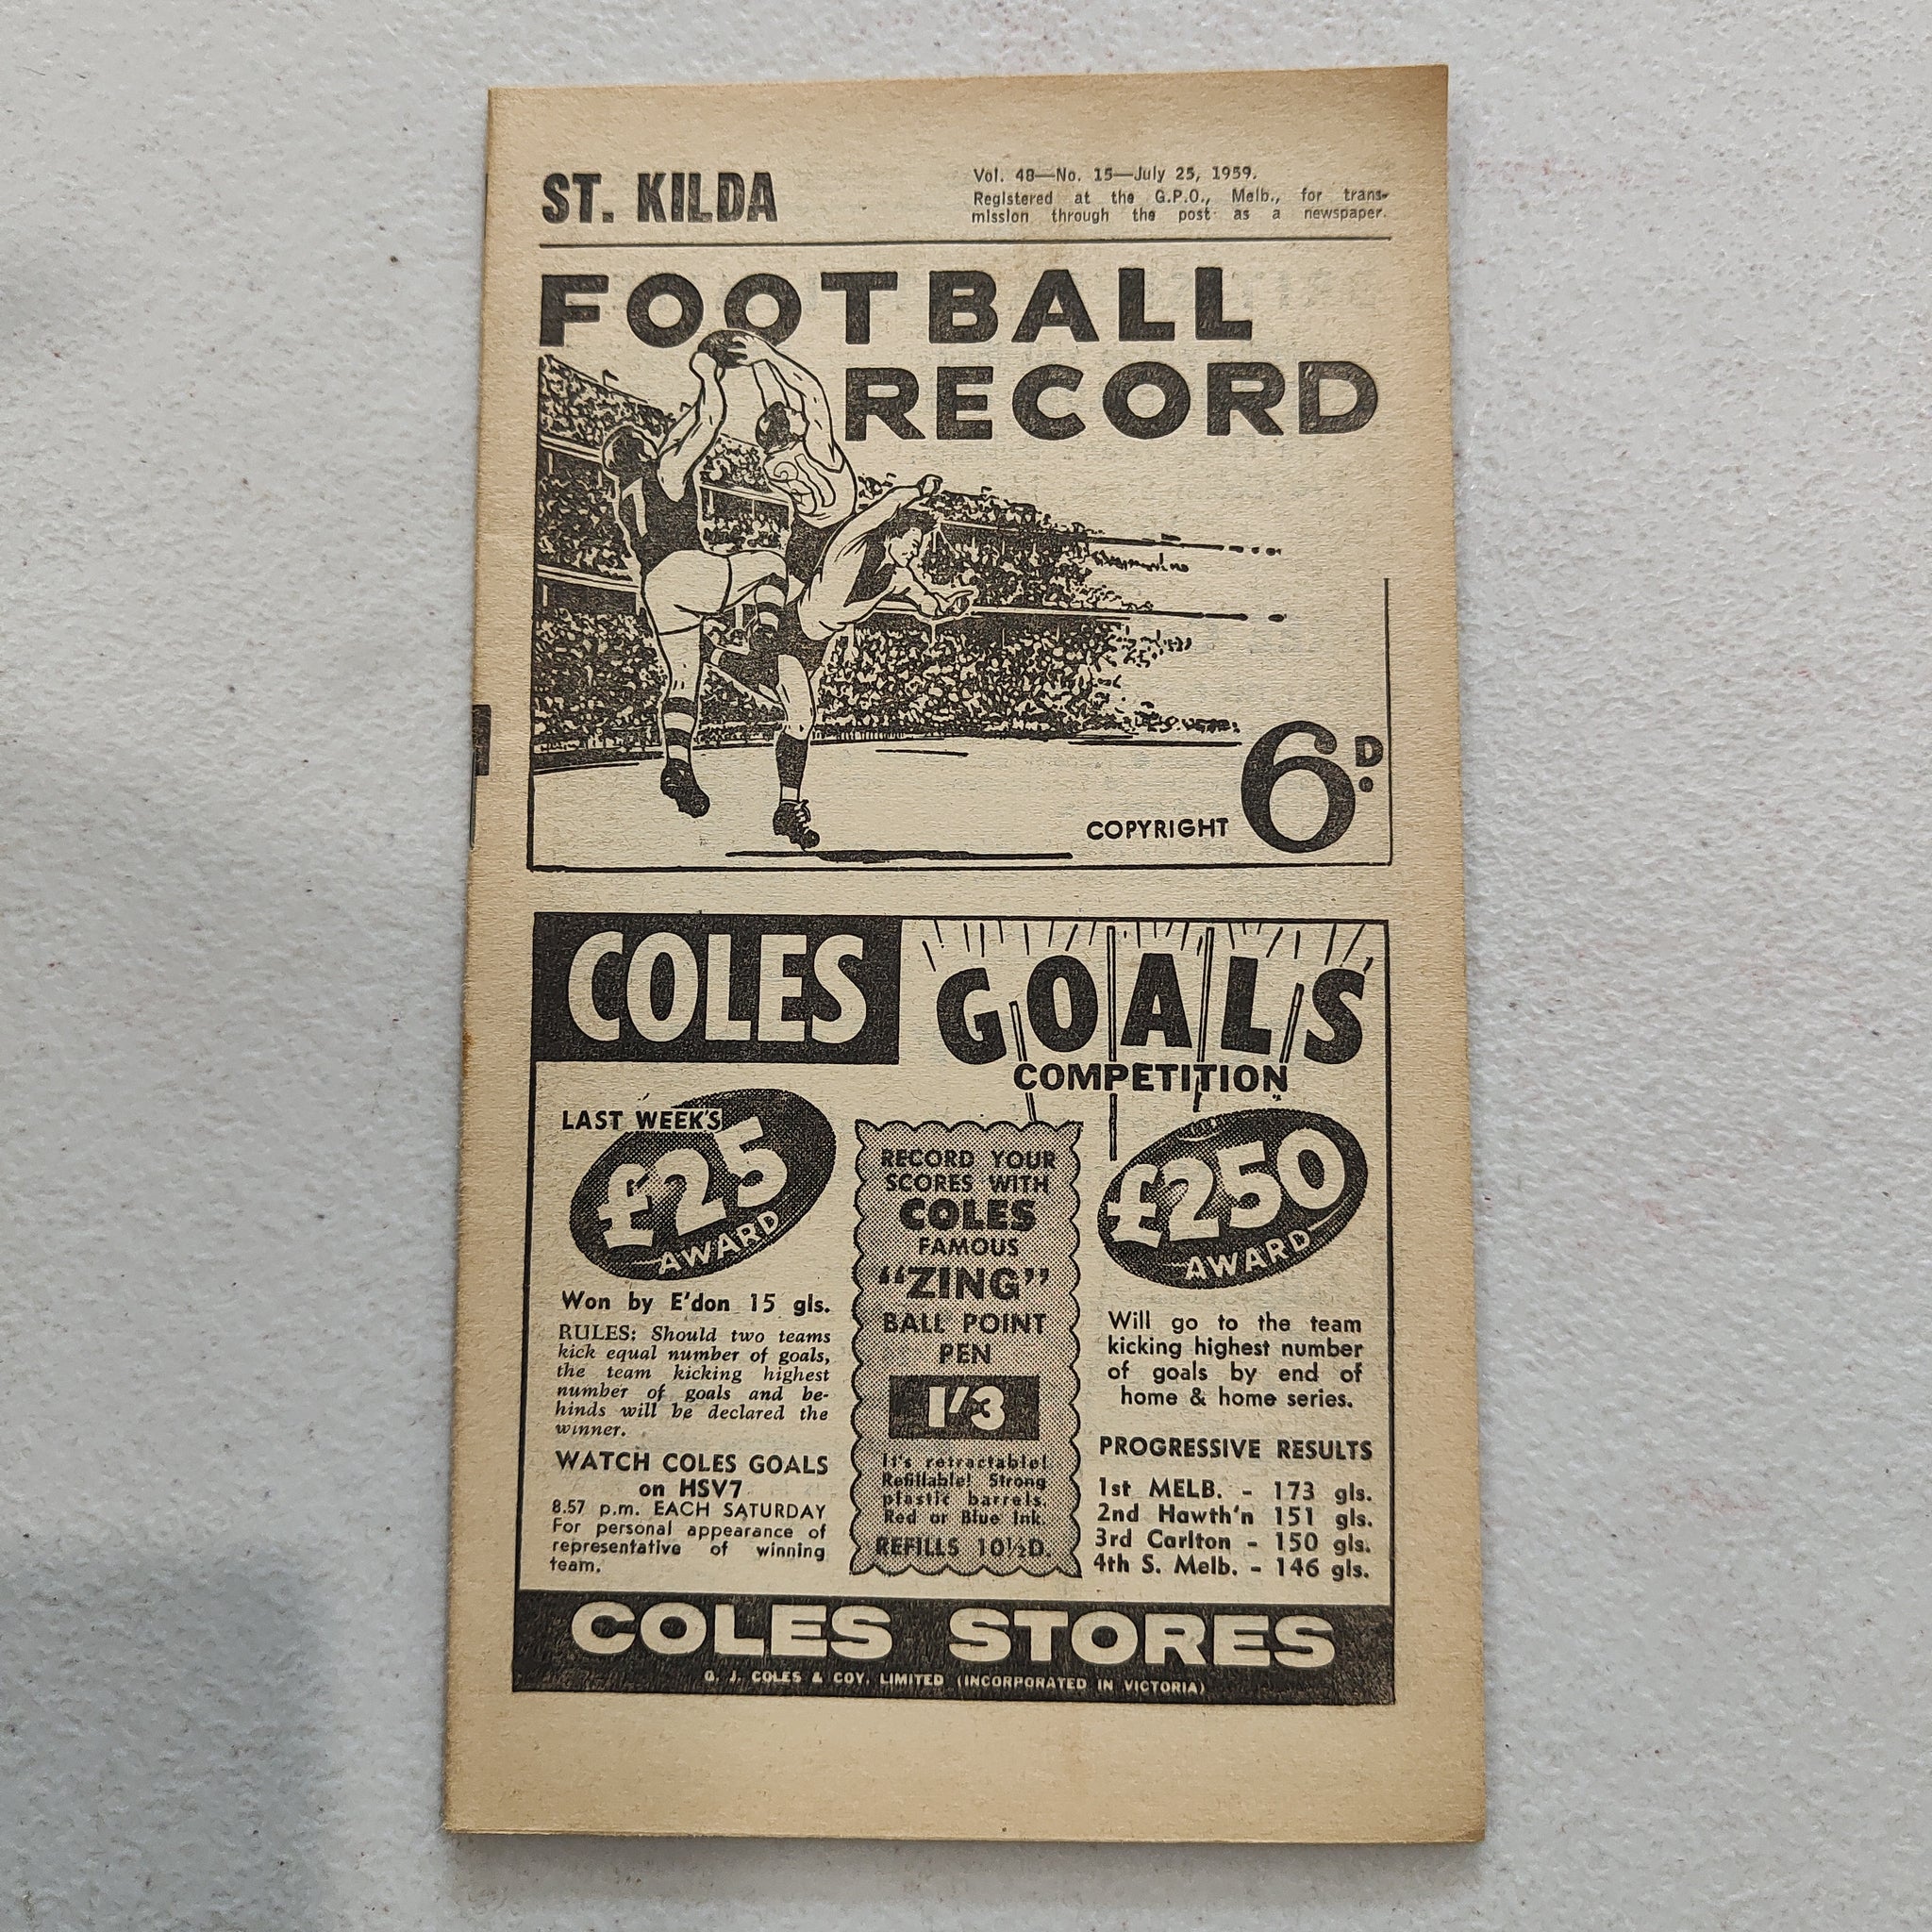 ST. KILDA
Vol. 48—No. 15—July 25, 1959.
Registered at the G.P.O., Melb., for trans-
mission through the post as a newspaper.
FOOTBALL
RECORD
7
COPYRIGHT 6D.
COLES GOALS
COMPETITION
LAST WEEK'S
£25
AWARD
Won by E'don 15 gls.
RULES: Should two teams
kick equal number of goals,
the team kicking highest
number of goals and be-
hinds will be declared the
winner.
WATCH COLES GOALS
on HSV7
8.57 p.m. EACH SATURDAY
For personal appearance of
representative of winning
team.
RECORD YOUR
SCORES WITH
COLES
FAMOUS
"ZING"
BALL POINT
PEN
1'/3
It's retractable!
Refillable! Strong
plastic barrels.
Red or Blue Ink.
REFILLS 10½D.
£250
AWARD
Will go to the team
kicking highest number
of goals by end of
home & home series.
PROGRESSIVE RESULTS
1st MELB. - 173 gls.
2nd Hawth'n 151 gls.
3rd Carlton - 150 gls.
4th S. Melb. - 146 gls.
COLES STORES
G. J. COLES & COY. LIMITED (INCORPORATED IN VICTORIA)